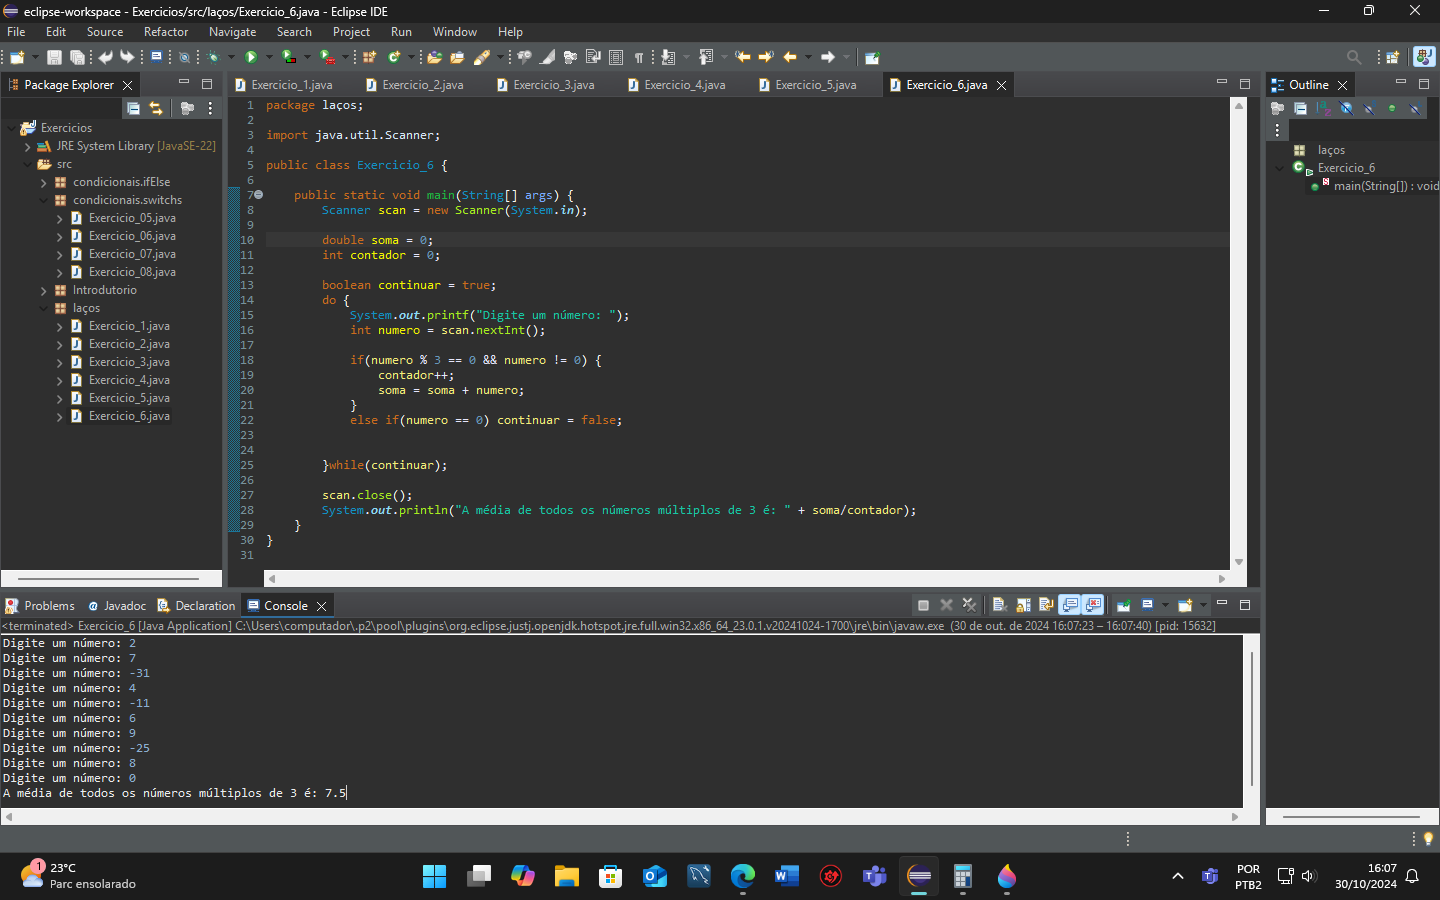 eclipse-workspace - Exercicios/src/laços/Exercicio_6.java - Eclipse IDE
File Edit Source Refactor Navigate Search Project Run Window Help
Package Explorer
Exercicios
JRE System Library [JavaSE-22]
src
condicionais.ifElse
condicionais.switchs
Exercicio_05.java
Exercicio_06.java
Exercicio_07.java
Exercicio_08.java
Introdutorio
laços
Exercicio_1.java
Exercicio_2.java
Exercicio_3.java
Exercicio_4.java
Exercicio_5.java
Exercicio_6.java
Exercicio_1.java Exercicio_2.java Exercicio_3.java Exercicio_4.java Exercicio_5.java Exercicio_6.java
1 package laços;
2
3 import java.util.Scanner;
4
5 public class Exercicio_6 {
6
7 public static void main(String[] args) {
8 Scanner scan = new Scanner(System.in);
9
10 double soma = 0;
11 int contador = 0;
12
13 boolean continuar = true;
14 do {
15 System.out.printf("Digite um número: ");
16 int numero = scan.nextInt();
17
18 if(numero % 3 == 0 && numero != 0) {
19 contador++;
20 soma = soma + numero;
21 }
22 else if(numero == 0) continuar = false;
23
24
25 }while(continuar);
26
27 scan.close();
28 System.out.println("A média de todos os números múltiplos de 3 é: " + soma/contador);
29 }
30 }
31
Outline
laços
Exercicio_6
main(String[]) : void
Problems Javadoc Declaration Console
<terminated> Exercicio_6 [Java Application] C:\Users\computador\.p2\pool\plugins\org.eclipse.justj.openjdk.hotspot.jre.full.win32.x86_64_23.0.1.v20241024-1700\jre\bin\javaw.exe (30 de out. de 2024 16:07:23 – 16:07:40) [pid: 15632]
Digite um número: 2
Digite um número: 7
Digite um número: -31
Digite um número: 4
Digite um número: -11
Digite um número: 6
Digite um número: 9
Digite um número: -25
Digite um número: 8
Digite um número: 0
A média de todos os números múltiplos de 3 é: 7.5
1
23°C
Parc ensolarado
POR
PTB2
16:07
30/10/2024